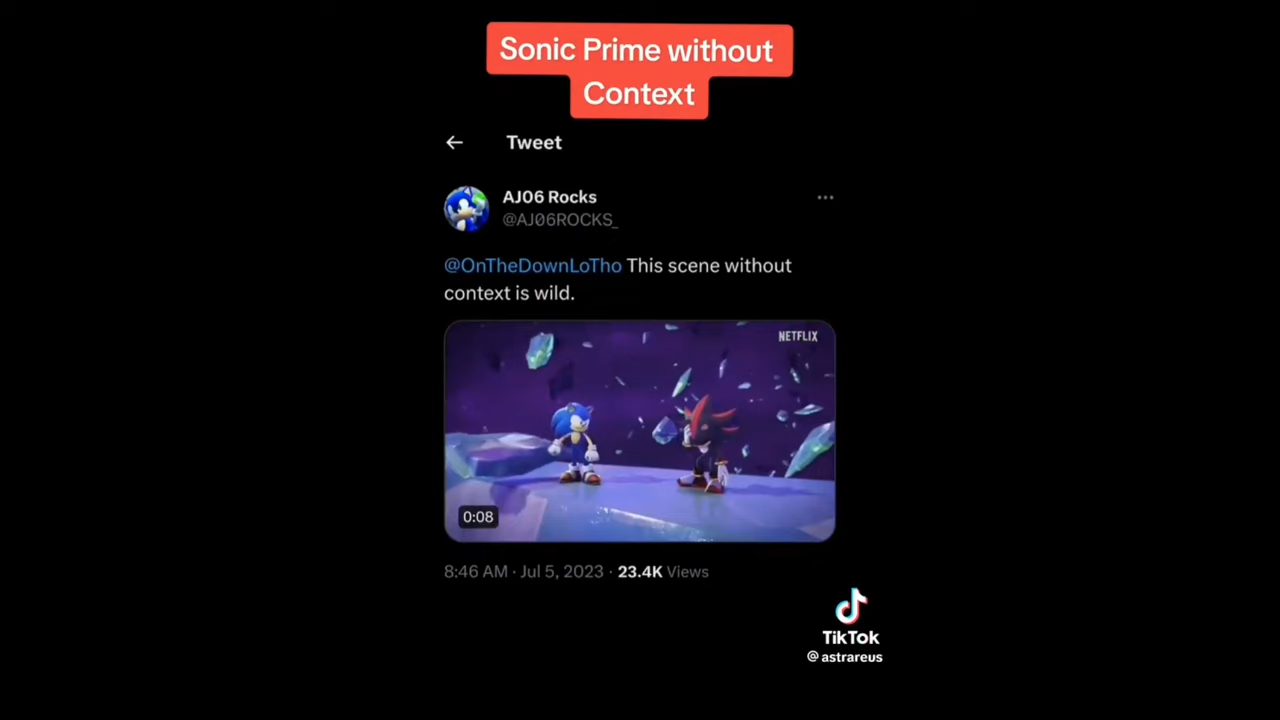 Sonic Prime without
Context
Tweet
AJ06 Rocks
@AJ06ROCKS_
@OnTheDownLoTho This scene without
context is wild.
NETFLIX
0:08
8:46 AM · Jul 5, 2023 · 23.4K Views
TikTok
@astrareus